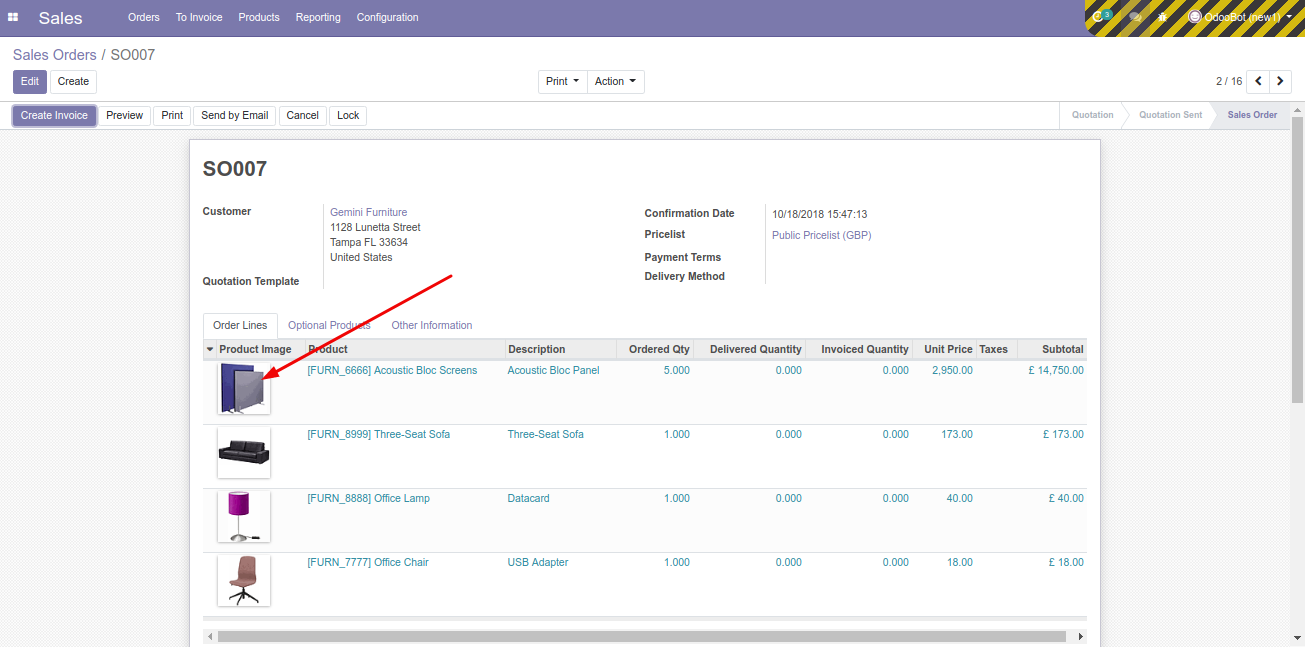 Sales Orders To Invoice Products Reporting Configuration 3 OdooBot (new1)
Sales Orders / SO007
Edit Create Print Action 2 / 16
Create Invoice Preview Print Send by Email Cancel Lock Quotation Quotation Sent Sales Order
SO007
Customer Gemini Furniture
1128 Lunetta Street
Tampa FL 33634
United States
Quotation Template
Confirmation Date 10/18/2018 15:47:13
Pricelist Public Pricelist (GBP)
Payment Terms
Delivery Method
Order Lines Optional Products Other Information
Product Image Product Description Ordered Qty Delivered Quantity Invoiced Quantity Unit Price Taxes Subtotal
[FURN_6666] Acoustic Bloc Screens Acoustic Bloc Panel 5.000 0.000 0.000 2,950.00 £ 14,750.00
[FURN_8999] Three-Seat Sofa Three-Seat Sofa 1.000 0.000 0.000 173.00 £ 173.00
[FURN_8888] Office Lamp Datacard 1.000 0.000 0.000 40.00 £ 40.00
[FURN_7777] Office Chair USB Adapter 1.000 0.000 0.000 18.00 £ 18.00